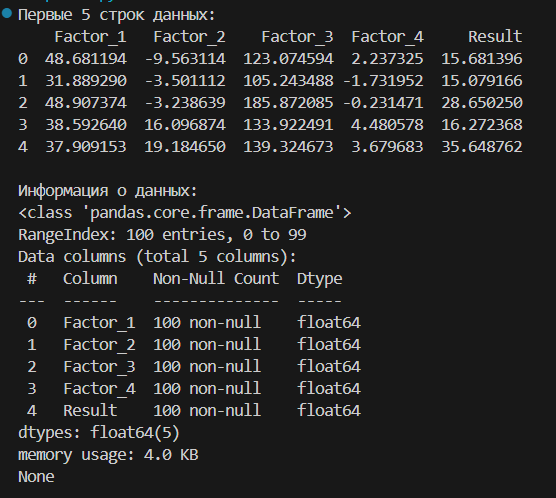 Первые 5 строк данных:
Factor_1 Factor_2 Factor_3 Factor_4 Result
0 48.681194 -9.563114 123.074594 2.237325 15.681396
1 31.889290 -3.501112 105.243488 -1.731952 15.079166
2 48.907374 -3.238639 185.872085 -0.231471 28.650250
3 38.592640 16.096874 133.922491 4.480578 16.272368
4 37.909153 19.184650 139.324673 3.679683 35.648762
Информация о данных:
<class 'pandas.core.frame.DataFrame'>
RangeIndex: 100 entries, 0 to 99
Data columns (total 5 columns):
# Column Non-Null Count Dtype
--- ------ -------------- -----
0 Factor_1 100 non-null float64
1 Factor_2 100 non-null float64
2 Factor_3 100 non-null float64
3 Factor_4 100 non-null float64
4 Result 100 non-null float64
dtypes: float64(5)
memory usage: 4.0 KB
None